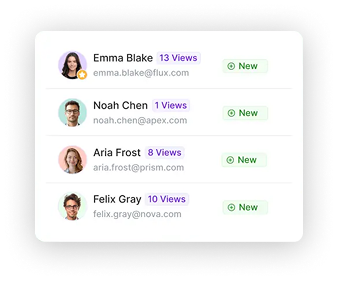 Emma Blake 13 Views
emma.blake@flux.com
New
Noah Chen 1 Views
noah.chen@apex.com
New
Aria Frost 8 Views
aria.frost@prism.com
New
Felix Gray 10 Views
felix.gray@nova.com
New